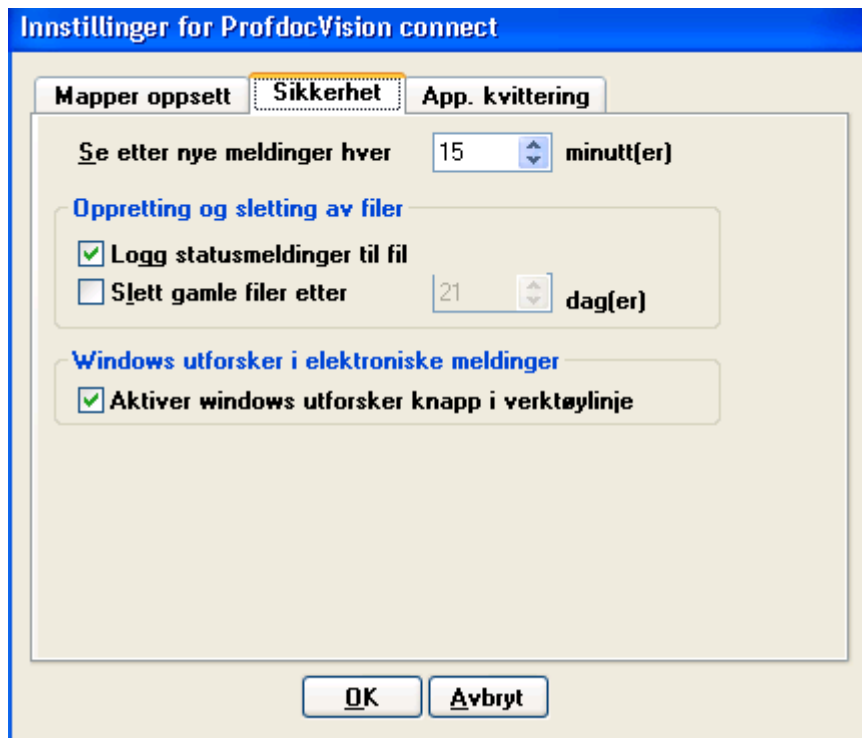 Innstillinger for ProfdocVision connect
Mapper oppsett Sikkerhet App. kvittering
Se etter nye meldinger hver 15 minutt(er)
Oppretting og sletting av filer
Logg statusmeldinger til fil
Slett gamle filer etter 21 dag(er)
Windows utforsker i elektroniske meldinger
Aktiver windows utforsker knapp i verktøylinje
OK Avbryt